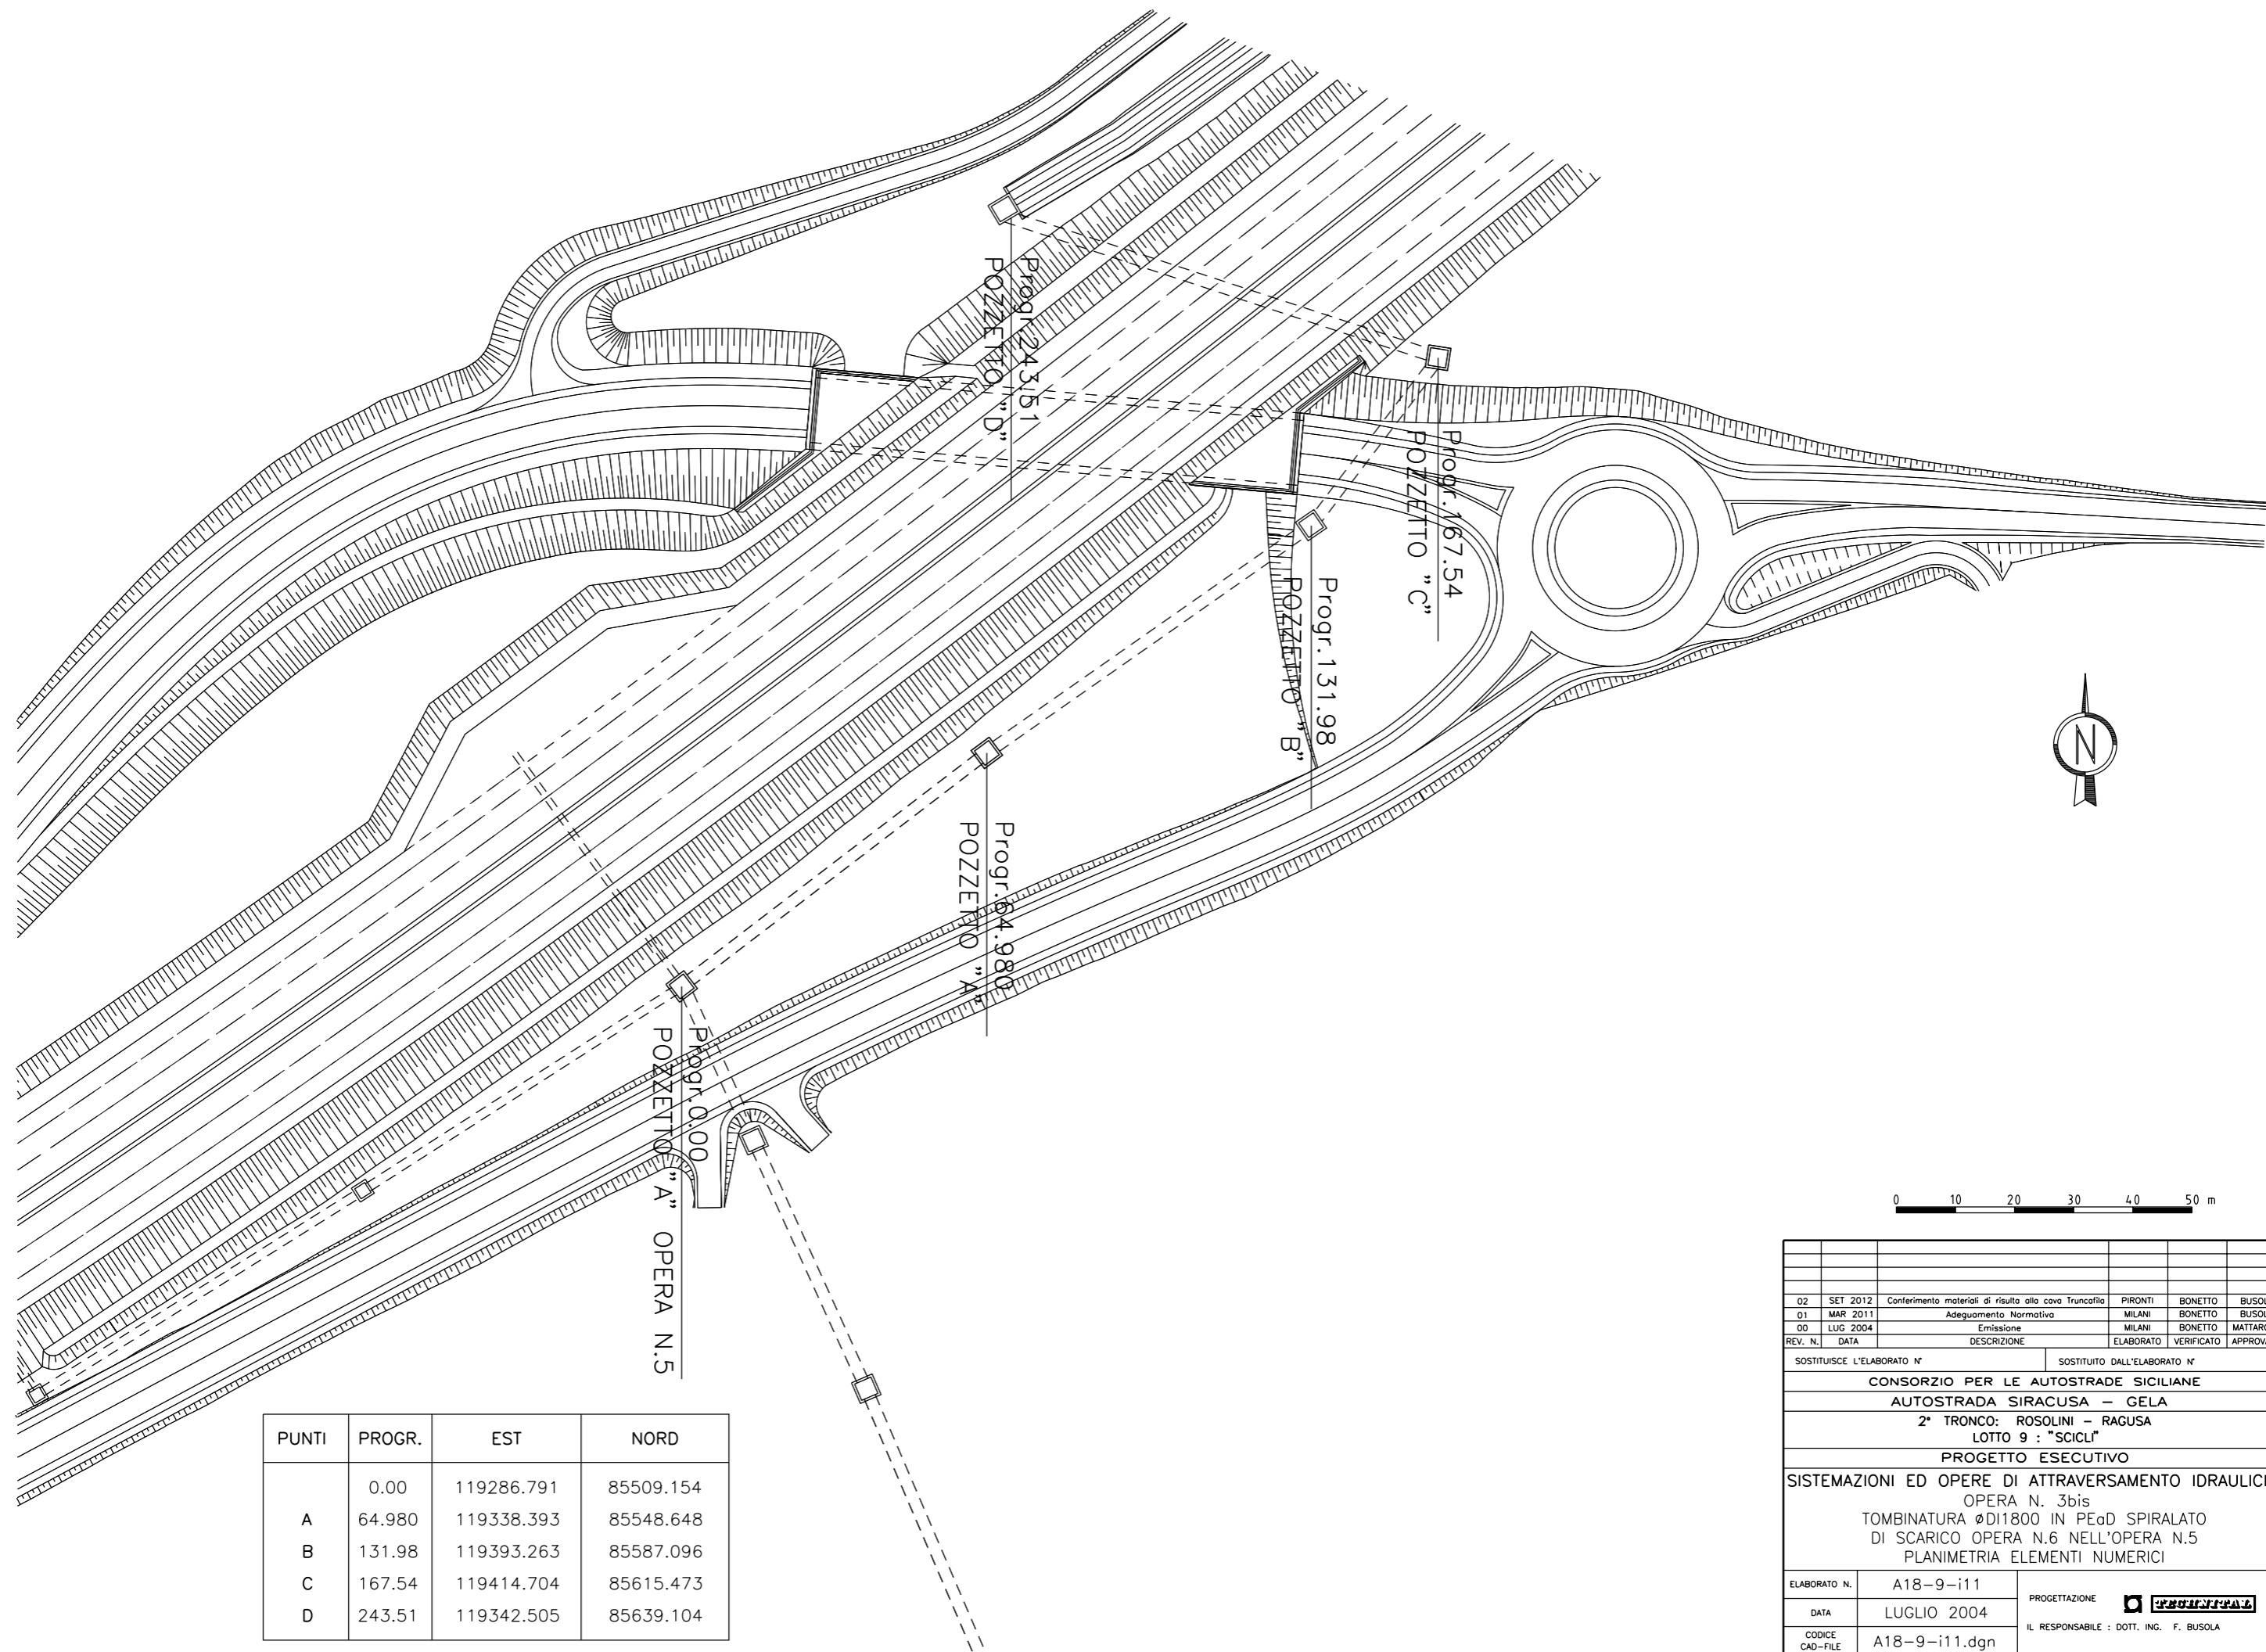 Progr.243.51
POZZETTO "D"
Progr.167.54
POZZETTO "C"
Progr.131.98
POZZETTO "B"
Progr.64.980
POZZETTO "A"
Progr.0.00
POZZETTO "A" OPERA N.5
N
0 10 20 30 40 50 m
PUNTI PROGR. EST NORD
0.00 119286.791 85509.154
A 64.980 119338.393 85548.648
B 131.98 119393.263 85587.096
C 167.54 119414.704 85615.473
D 243.51 119342.505 85639.104
02 SET 2012 Conferimento materiali di risulta alla cava Truncafila PIRONTI BONETTO BUSOL
01 MAR 2011 Adeguamento Normativo MILANI BONETTO BUSOL
00 LUG 2004 Emissione MILANI BONETTO MATTARO
REV. N. DATA DESCRIZIONE ELABORATO VERIFICATO APPROVA
SOSTITUISCE L'ELABORATO N° SOSTITUITO DALL'ELABORATO N°
CONSORZIO PER LE AUTOSTRADE SICILIANE
AUTOSTRADA SIRACUSA – GELA
2° TRONCO: ROSOLINI – RAGUSA
LOTTO 9 : "SCICLI"
PROGETTO ESECUTIVO
SISTEMAZIONI ED OPERE DI ATTRAVERSAMENTO IDRAULICI
OPERA N. 3bis
TOMBINATURA øDI1800 IN PEaD SPIRALATO
DI SCARICO OPERA N.6 NELL'OPERA N.5
PLANIMETRIA ELEMENTI NUMERICI
ELABORATO N. A18–9–i11
DATA LUGLIO 2004
CODICE CAD–FILE A18–9–i11.dgn
PROGETTAZIONE TECHNITAL
IL RESPONSABILE : DOTT. ING. F. BUSOLA